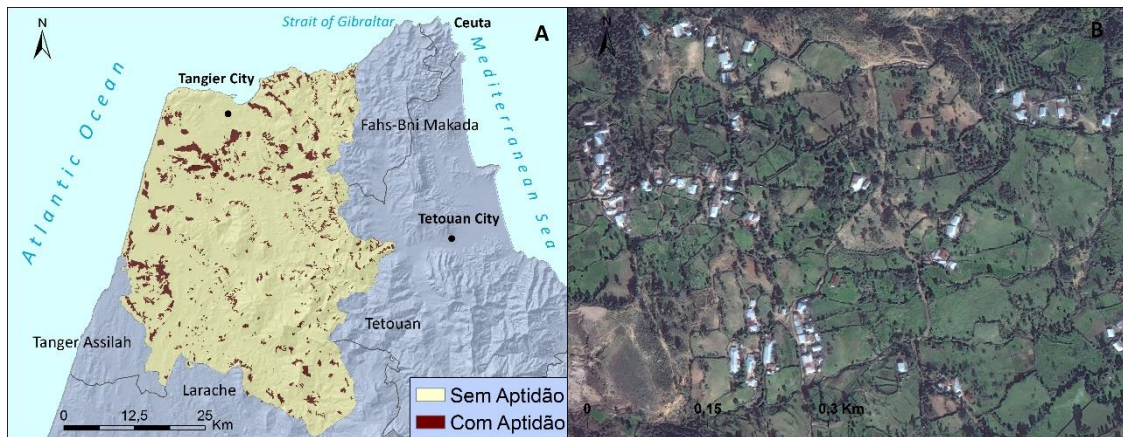 N
Strait of Gibraltar
Ceuta
A
Tangier City
Mediterranean Sea
Atlantic Ocean
Fahs-Bni Makada
Tetouan City
Tanger Assilah
Tetouan
Larache
Sem Aptidão
Com Aptidão
0 12,5 25
Km
N
B
0 0,15 0,3 Km